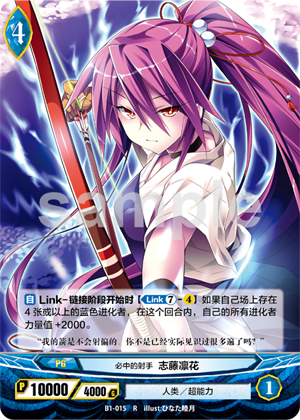 4
sample
自 Link-链接阶段开始时【Link 7 - 4】如果自己场上存在
4 张或以上的蓝色进化者，在这个回合内，自己的所有进化者
力量值 +2000。
“我的箭是不会射偏的 你不是已经实际见识过很多遍了吗？”
PG
必中的射手 志藤凛花
P 10000 / 4000 G
人类／超能力
1
B1-015 R illust.ひなた睦月